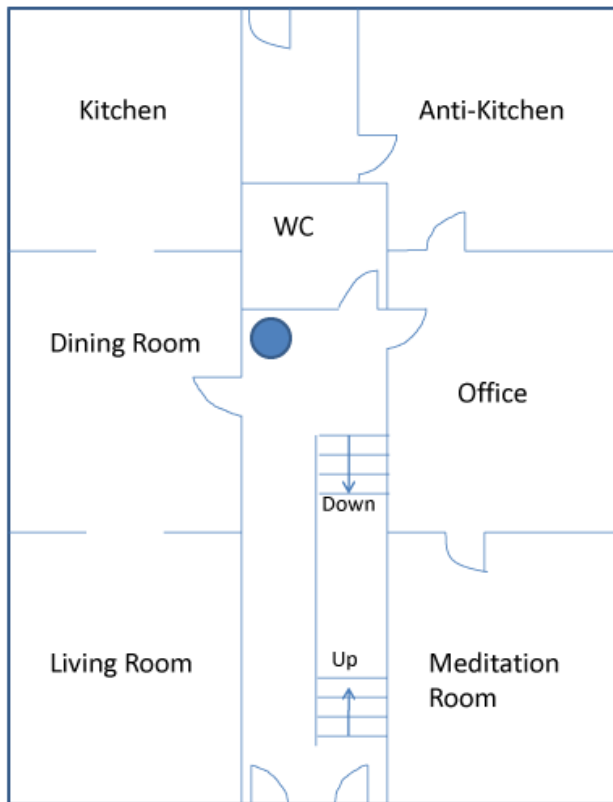 Kitchen
Anti-Kitchen
WC
Dining Room
Office
Down
Living Room
Up
Meditation
Room